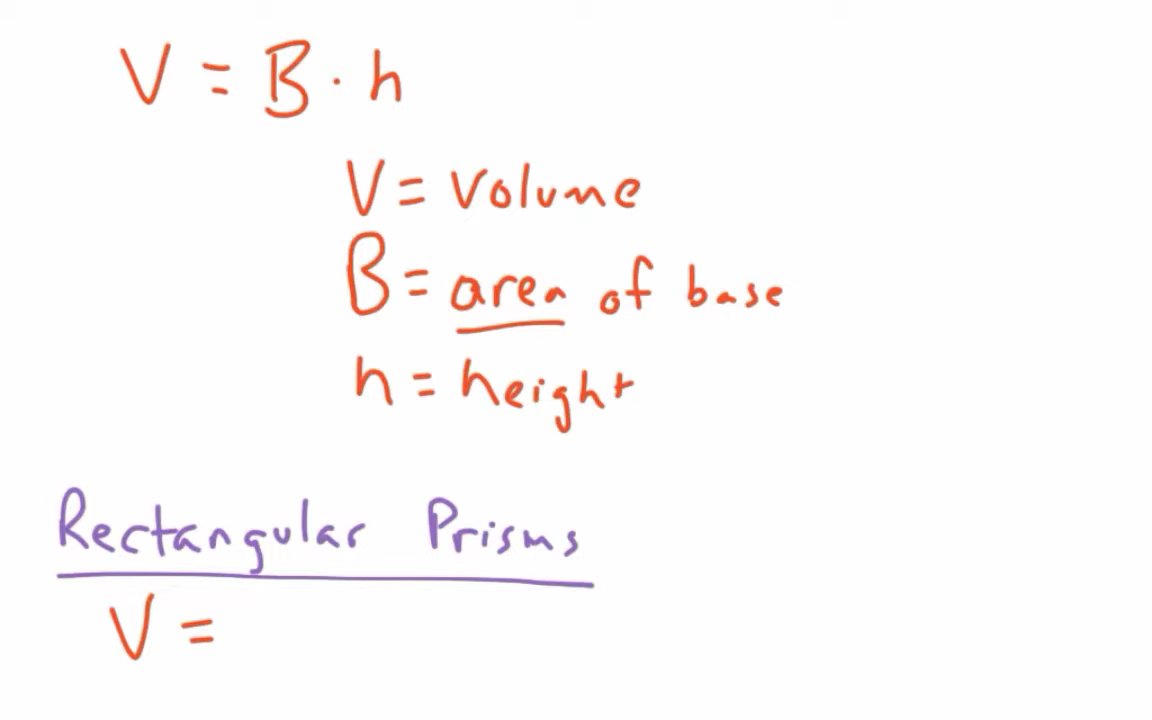 V = B · h
V = Volume
B = area of base
h = height
Rectangular Prisms
V =